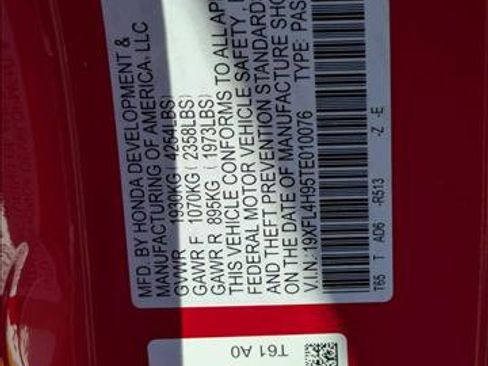 MFD. BY HONDA DEVELOPMENT &
MANUFACTURING OF AMERICA, LLC
GVWR 1930KG ( 4254LBS)
GAWR F 1070KG ( 2358LBS)
GAWR R 895KG ( 1973LBS)
THIS VEHICLE CONFORMS TO ALL APP
FEDERAL MOTOR VEHICLE SAFETY,
AND THEFT PREVENTION STANDARDS
ON THE DATE OF MANUFACTURE SHO
V.I.N: 19XFL4H95TE010076 TYPE: PAS
T65 T AD6 -R513 -Z -E
T61 A0